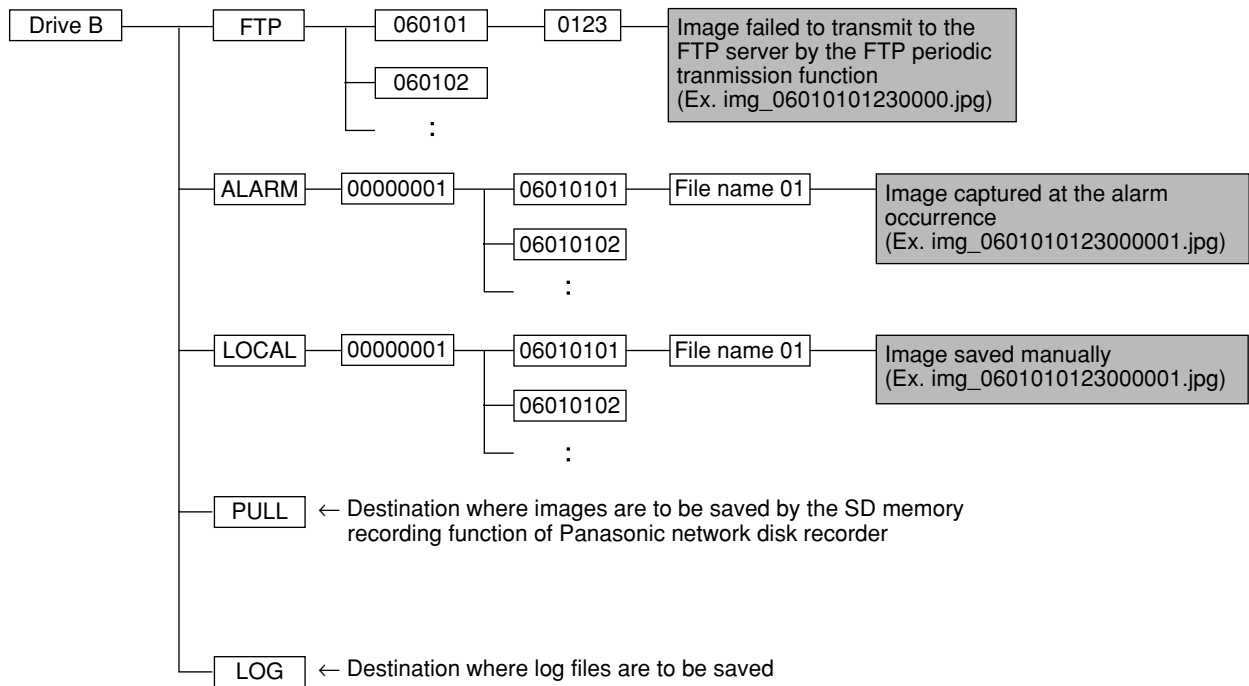 Drive B
FTP
060101
0123
Image failed to transmit to the
FTP server by the FTP periodic
tranmission function
(Ex. img_06010101230000.jpg)
060102
:
ALARM
00000001
06010101
File name 01
Image captured at the alarm
occurrence
(Ex. img_0601010123000001.jpg)
06010102
:
LOCAL
00000001
06010101
File name 01
Image saved manually
(Ex. img_0601010123000001.jpg)
06010102
:
PULL
← Destination where images are to be saved by the SD memory
recording function of Panasonic network disk recorder
LOG
← Destination where log files are to be saved